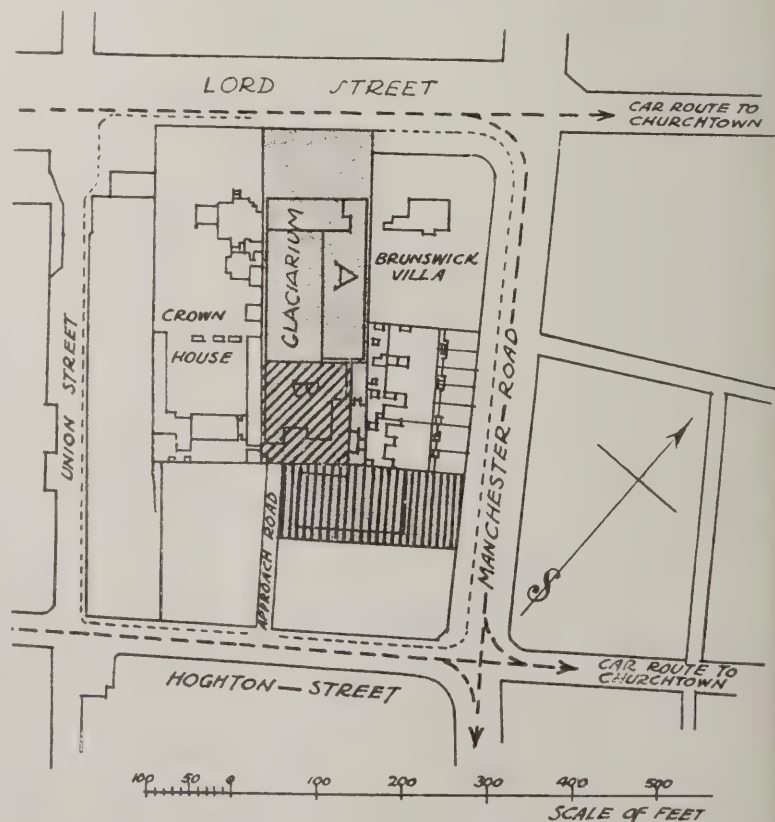 LORD STREET
CAR ROUTE TO
CHURCHTOWN
GLACIARIUM
A
BRUNSWICK
VILLA
CROWN
HOUSE
UNION STREET
B
MANCHESTER-ROAD
APPROACH ROAD
S
CAR ROUTE TO
CHURCHTOWN
HOGHTON-STREET
100 50 0 100 200 300 400 500
SCALE OF FEET